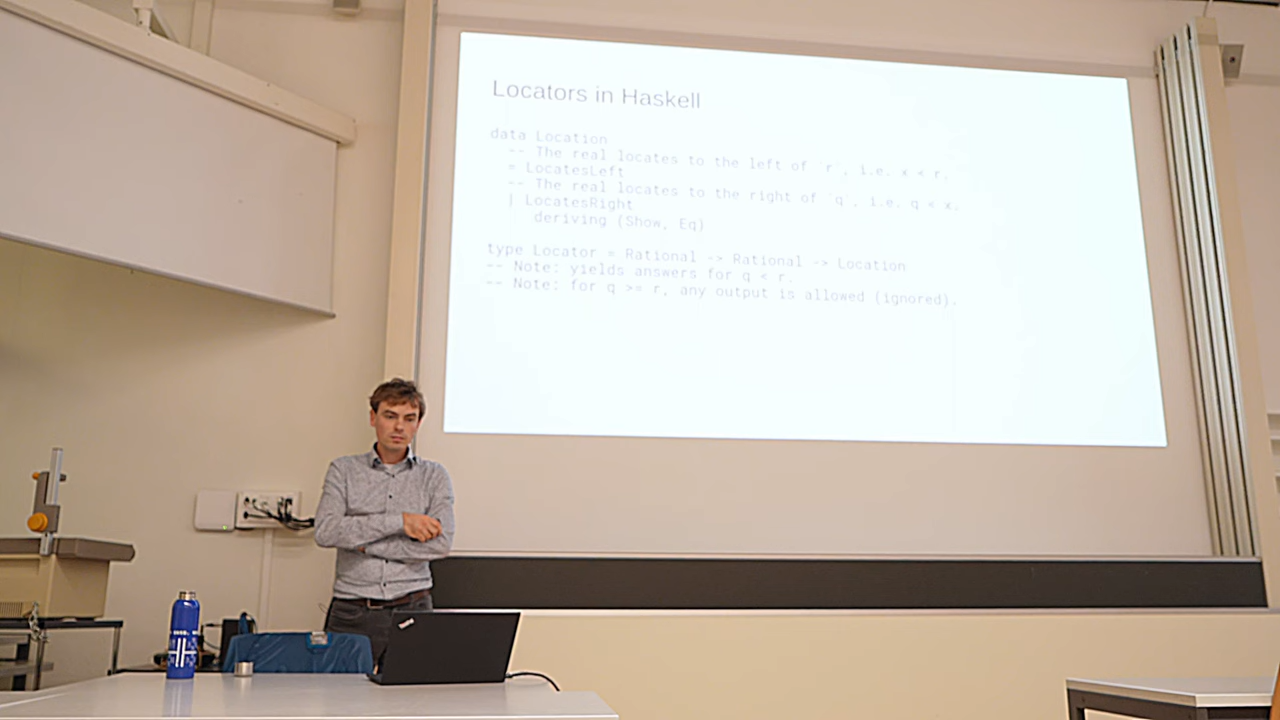 Locators in Haskell
data Location
-- The real locates to the left of `r`, i.e. x < r.
= LocatesLeft
-- The real locates to the right of `q`, i.e. q < x.
| LocatesRight
deriving (Show, Eq)
type Locator = Rational -> Rational -> Location
-- Note: yields answers for q < r.
-- Note: for q >= r, any output is allowed (ignored).